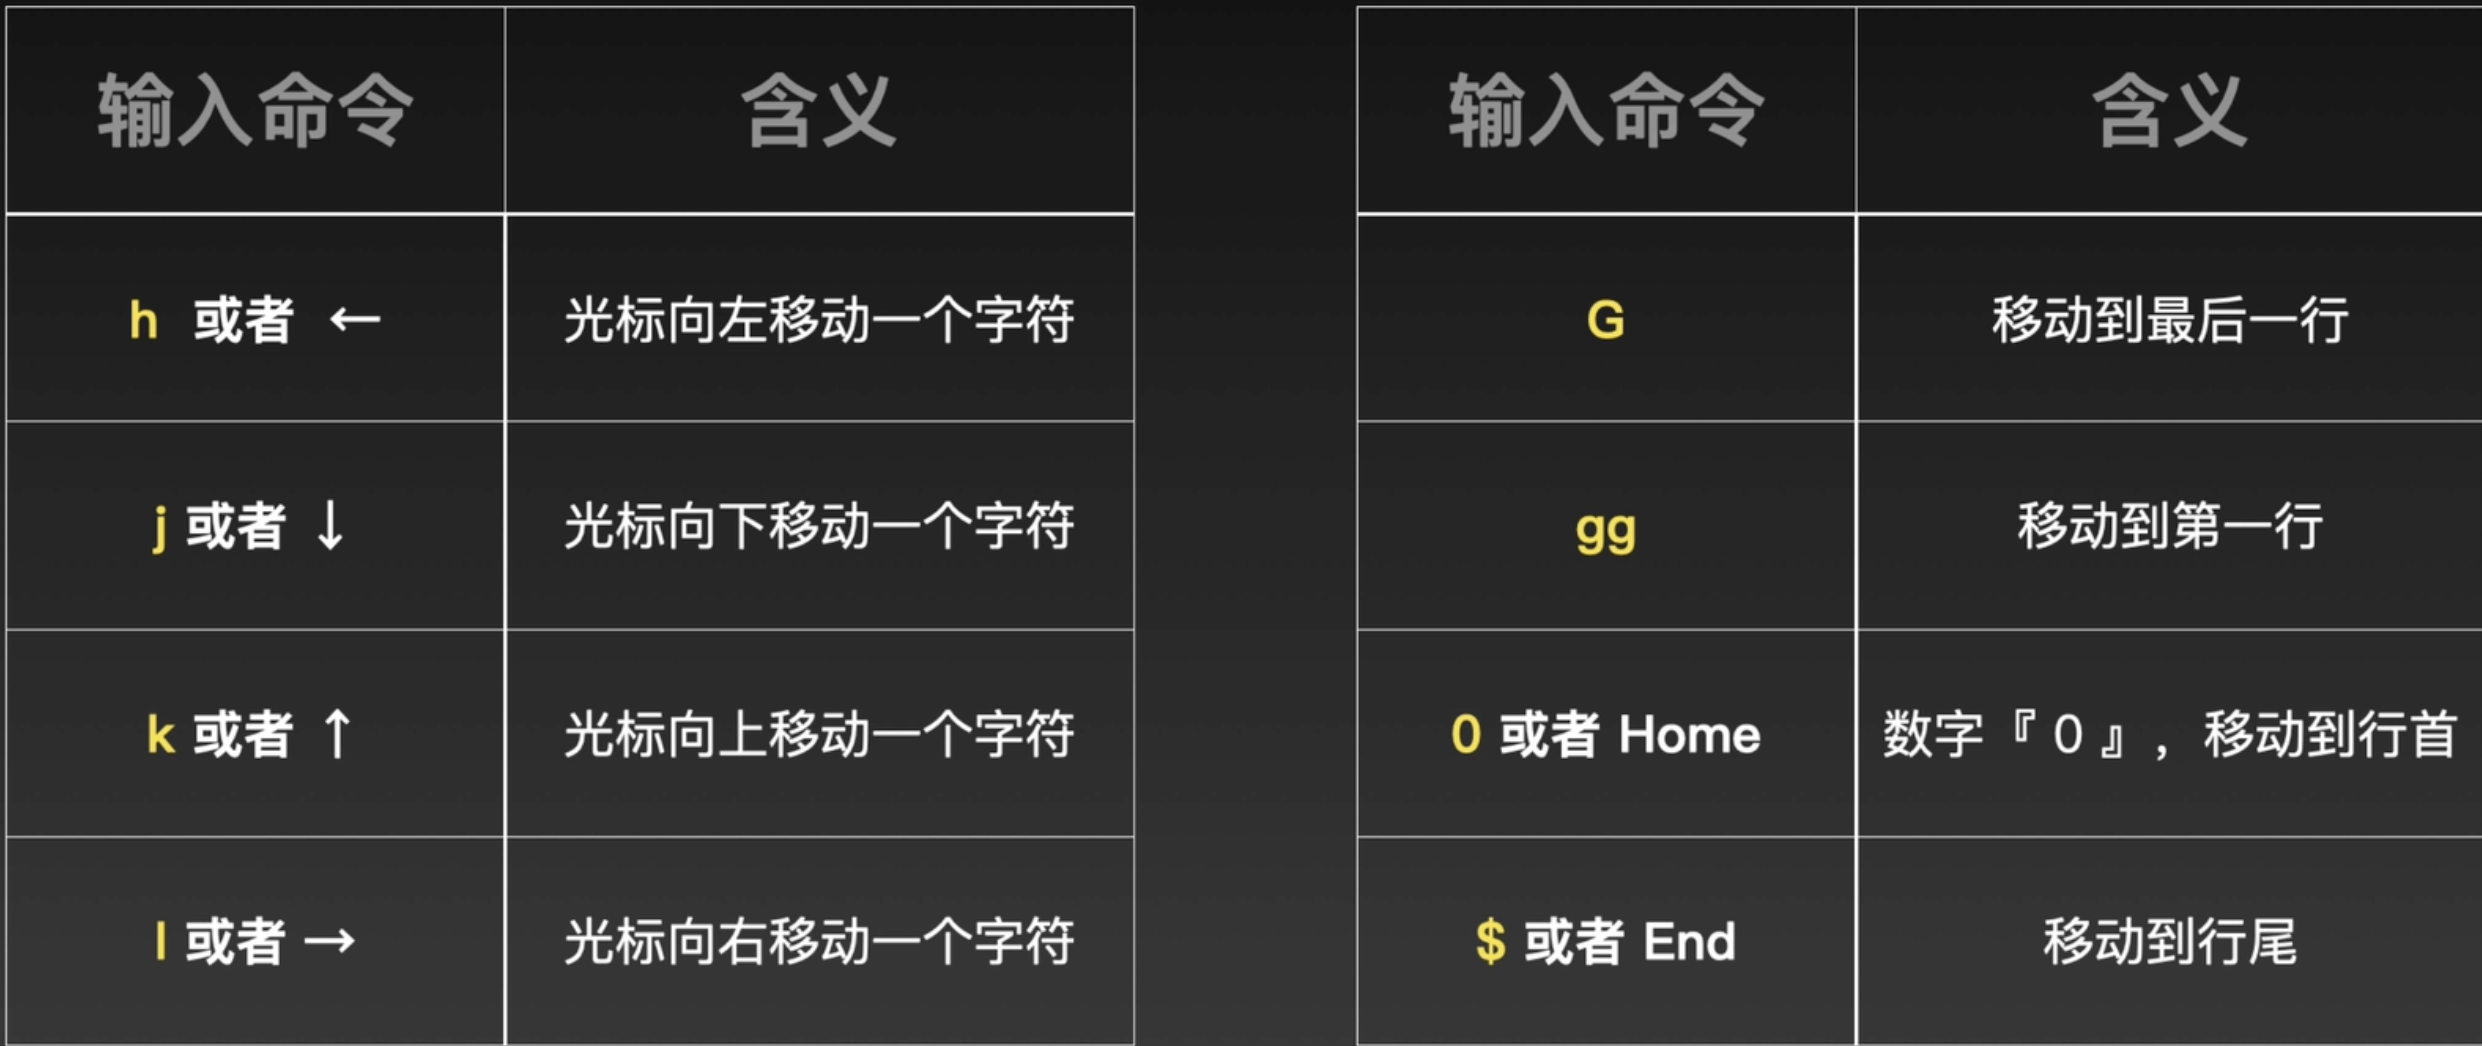 输入命令 含义
h 或者 ← 光标向左移动一个字符
j 或者 ↓ 光标向下移动一个字符
k 或者 ↑ 光标向上移动一个字符
l 或者 → 光标向右移动一个字符
输入命令 含义
G 移动到最后一行
gg 移动到第一行
0 或者 Home 数字『 0 』，移动到行首
$ 或者 End 移动到行尾